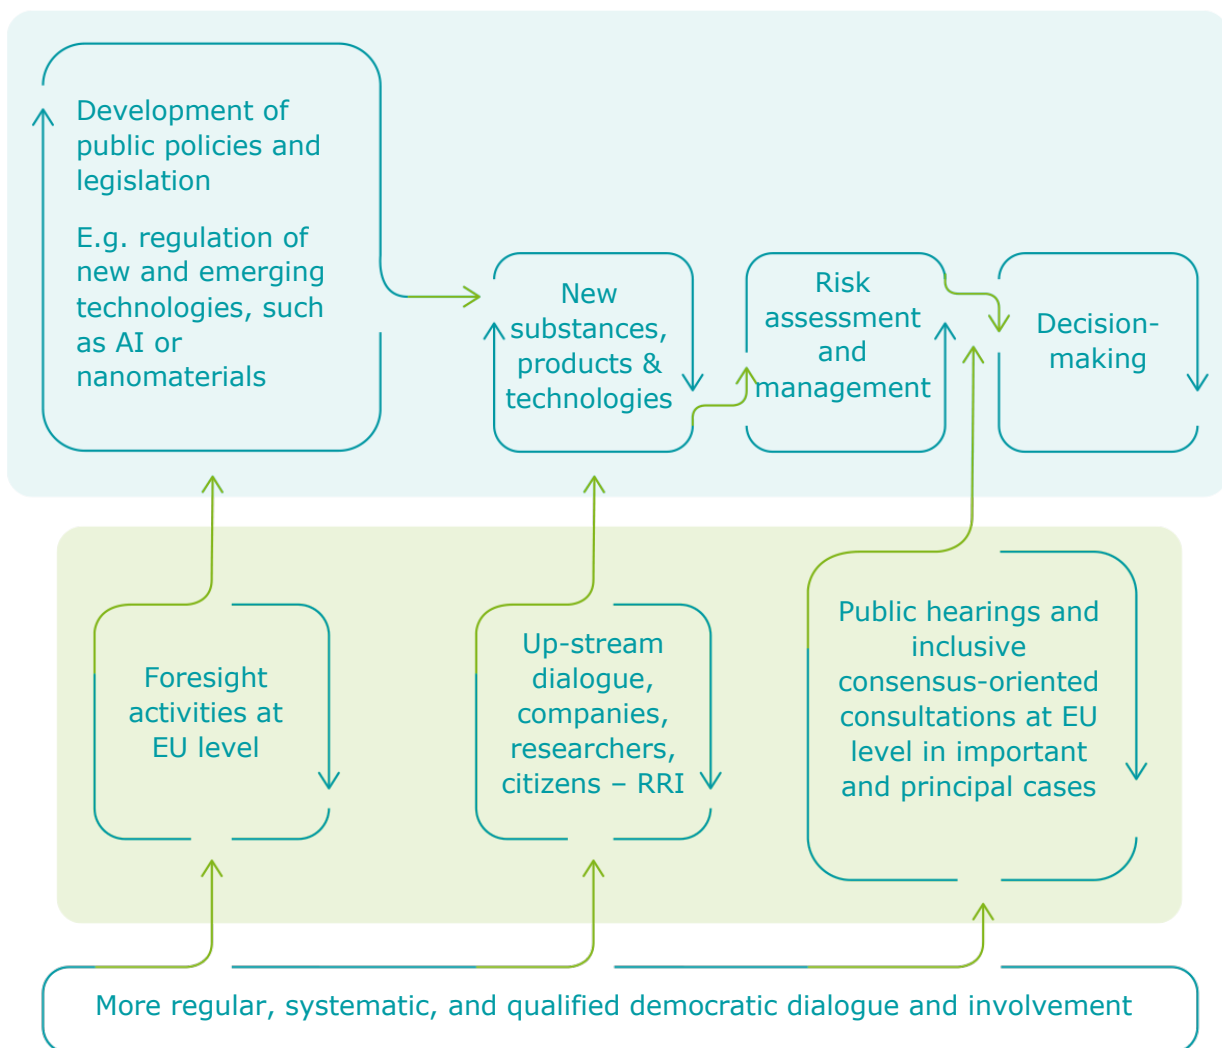 Development of
public policies and
legislation
E.g. regulation of
new and emerging
technologies, such
as AI or
nanomaterials
New
substances,
products &
technologies
Risk
assessment
and
management
Decision-
making
Foresight
activities at
EU level
Up-stream
dialogue,
companies,
researchers,
citizens – RRI
Public hearings and
inclusive
consensus-oriented
consultations at EU
level in important
and principal cases
More regular, systematic, and qualified democratic dialogue and involvement